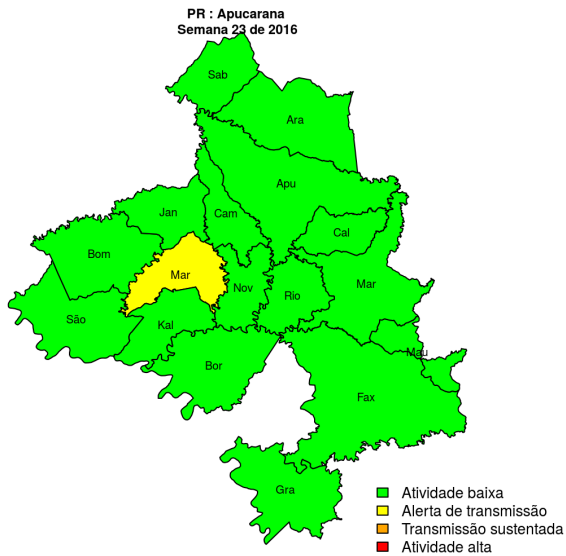 PR : Apucarana
Semana 23 de 2016
Sab
Ara
Apu
Jan
Cam
Cal
Bom
Mar
Nov
Rio
Mar
São
Kal
Mau
Bor
Fax
Gra
Atividade baixa
Alerta de transmissão
Transmissão sustentada
Atividade alta